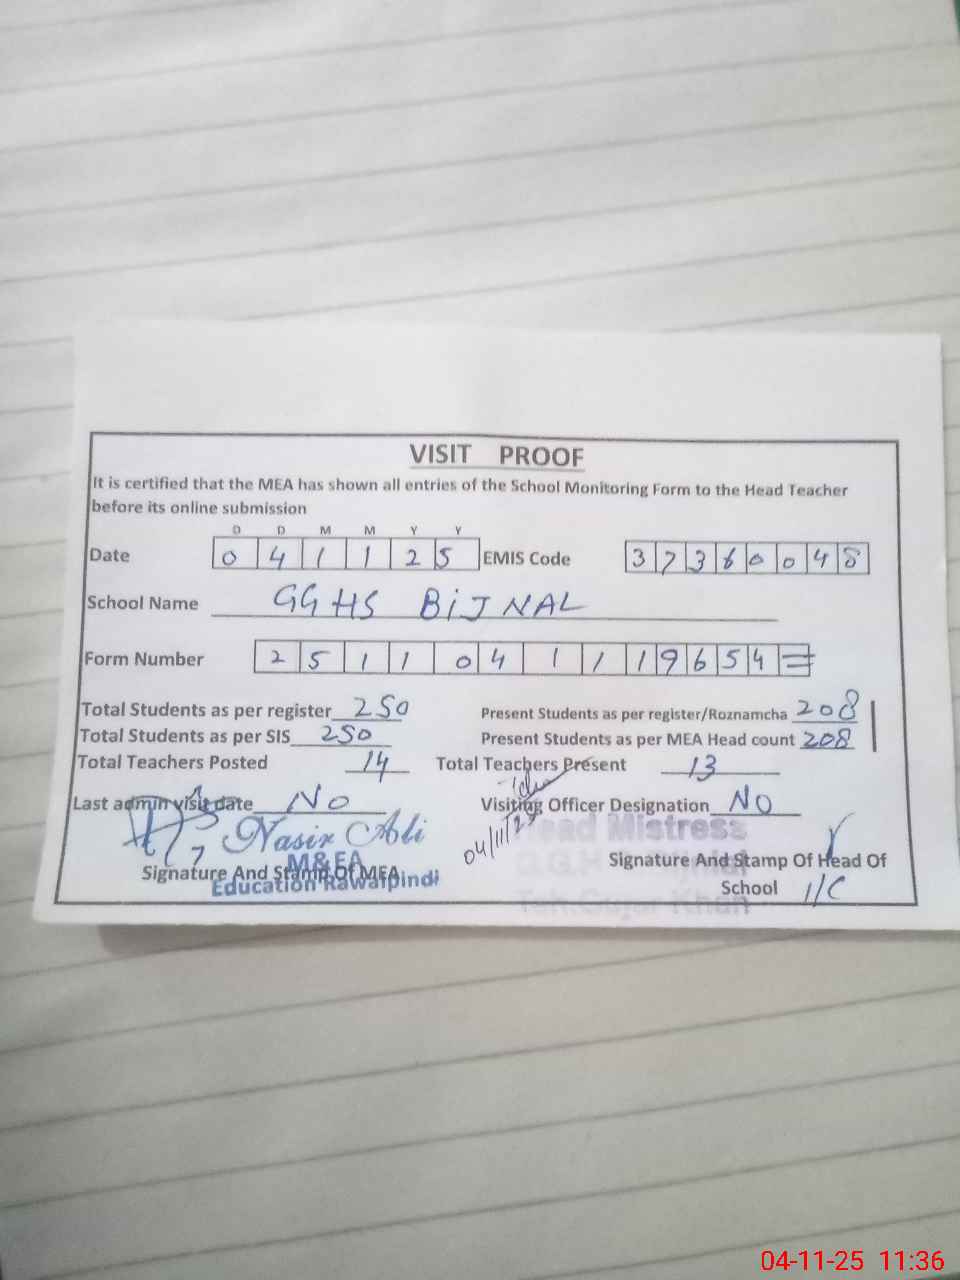 VISIT PROOF
It is certified that the MEA has shown all entries of the School Monitoring Form to the Head Teacher
before its online submission
D D M M Y Y
Date 0 4 1 1 2 5 EMIS Code 3 7 3 6 0 0 4 8
School Name GGHS BiJNAL
Form Number 2 5 1 1 0 4 1 1 1 9 6 5 4 =
Total Students as per register 250 Present Students as per register/Roznamcha 208
Total Students as per SIS 250 Present Students as per MEA Head count 208
Total Teachers Posted 14 Total Teachers Present 13
Last admin visit date No Visiting Officer Designation No
04/11/25 Head Mistress
Nasir Ali
M&EA
Signature And Stamp Of MEA Signature And Stamp Of Head Of
Education Rawalpindi School I/C
Teh.Gujar Khan
04-11-25 11:36